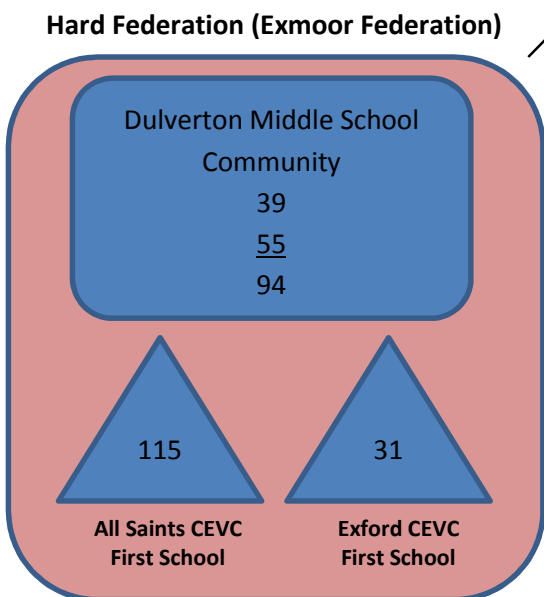 Hard Federation (Exmoor Federation)
Dulverton Middle School
Community
39
55
94
115
31
All Saints CEVC
First School
Exford CEVC
First School